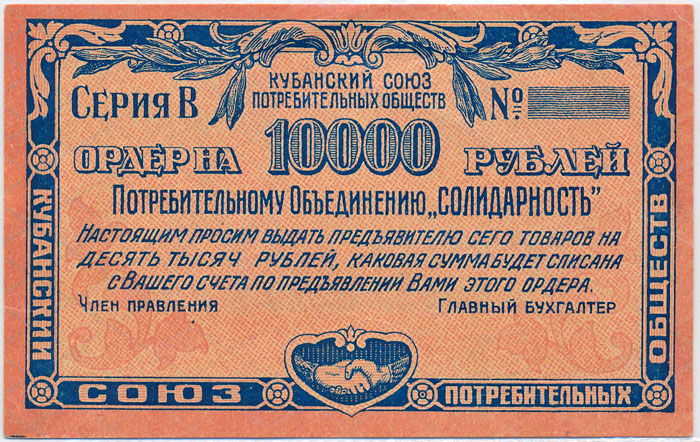 Кубанский Союз
Потребительных Обществ
Серия В
№
Ордер на 10000 рублей
Потребительному Объединению „Солидарность"
Настоящим просим выдать предъявителю сего товаров на
десять тысяч рублей, каковая сумма будет списана
с Вашего счета по предъявлении Вами этого ордера.
Член правления
Главный бухгалтер
Кубанский
Союз
Потребительных
Обществ